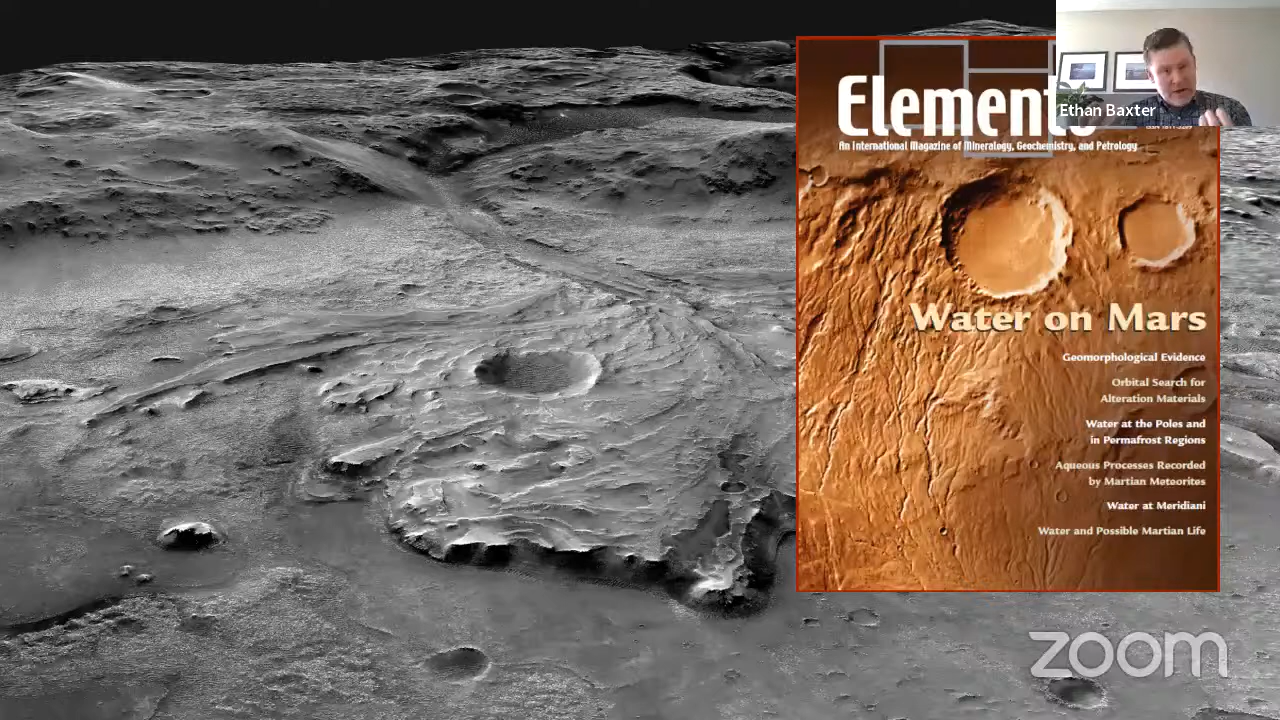 Elements
Ethan Baxter
An International Magazine of Mineralogy, Geochemistry, and Petrology
Water on Mars
Geomorphological Evidence
Orbital Search for
Alteration Materials
Water at the Poles and
in Permafrost Regions
Aqueous Processes Recorded
by Martian Meteorites
Water at Meridiani
Water and Possible Martian Life
zoom